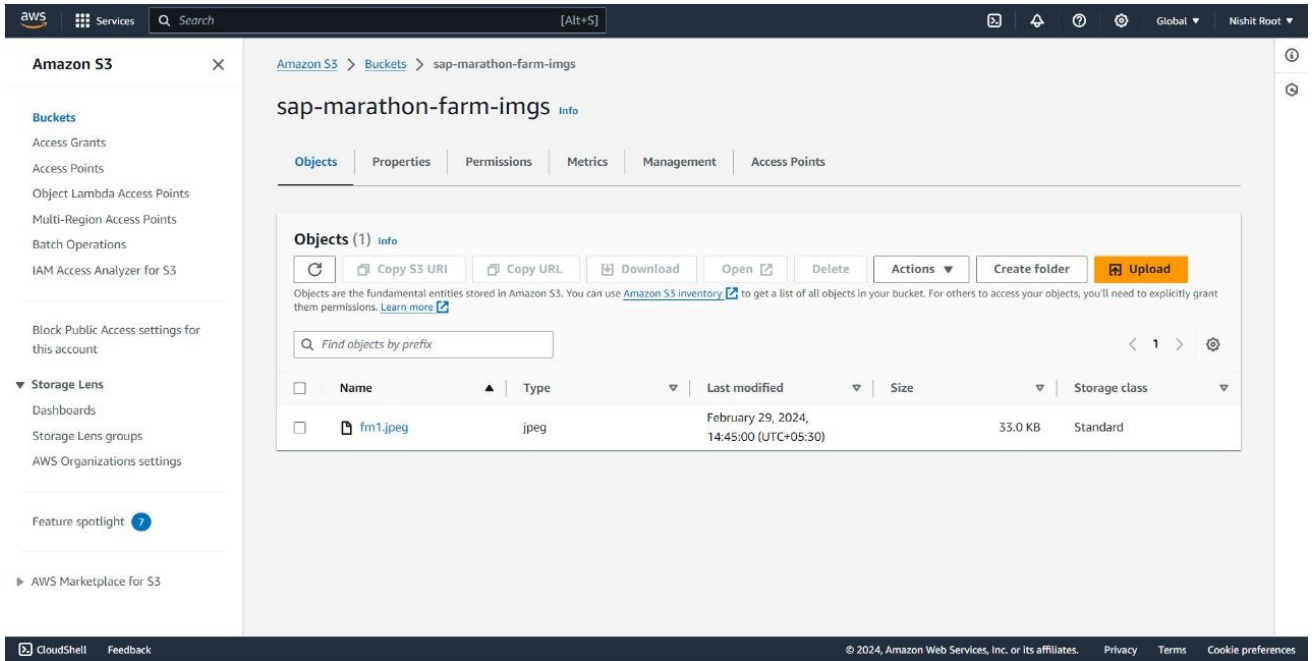 aws Services Search [Alt+S] Global Nishit Root
Amazon S3
Buckets
Access Grants
Access Points
Object Lambda Access Points
Multi-Region Access Points
Batch Operations
IAM Access Analyzer for S3
Block Public Access settings for
this account
Storage Lens
Dashboards
Storage Lens groups
AWS Organizations settings
Feature spotlight 7
AWS Marketplace for S3
Amazon S3 > Buckets > sap-marathon-farm-imgs
sap-marathon-farm-imgs Info
Objects Properties Permissions Metrics Management Access Points
Objects (1) Info
Copy S3 URI Copy URL Download Open Delete Actions Create folder Upload
Objects are the fundamental entities stored in Amazon S3. You can use Amazon S3 inventory to get a list of all objects in your bucket. For others to access your objects, you'll need to explicitly grant
them permissions. Learn more
Find objects by prefix < 1 >
Name Type Last modified Size Storage class
fm1.jpeg jpeg February 29, 2024, 33.0 KB Standard
14:45:00 (UTC+05:30)
CloudShell Feedback © 2024, Amazon Web Services, Inc. or its affiliates. Privacy Terms Cookie preferences